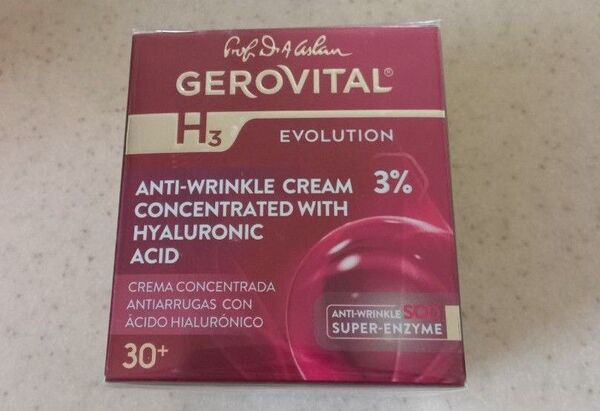 Prof. Dr. A Aslan
GEROVITAL®
H3 EVOLUTION
ANTI-WRINKLE CREAM 3%
CONCENTRATED WITH
HYALURONIC
ACID
CREMA CONCENTRADA
ANTIARRUGAS CON
ÁCIDO HIALURÓNICO
ANTI-WRINKLE SOD
SUPER-ENZYME
30+